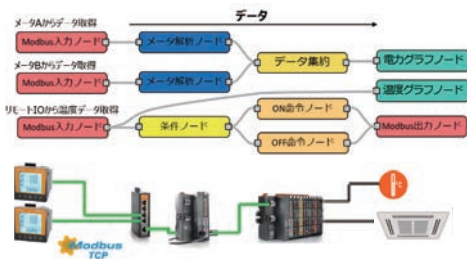 データ
メータAからデータ取得
Modbus入力ノード
メータ解析ノード
メータBからデータ取得
Modbus入力ノード
メータ解析ノード
データ集約
電力グラフノード
温度グラフノード
リモートIOから温度データ取得
Modbus入力ノード
条件ノード
ON命令ノード
OFF命令ノード
Modbus出力ノード
Modbus
TCP